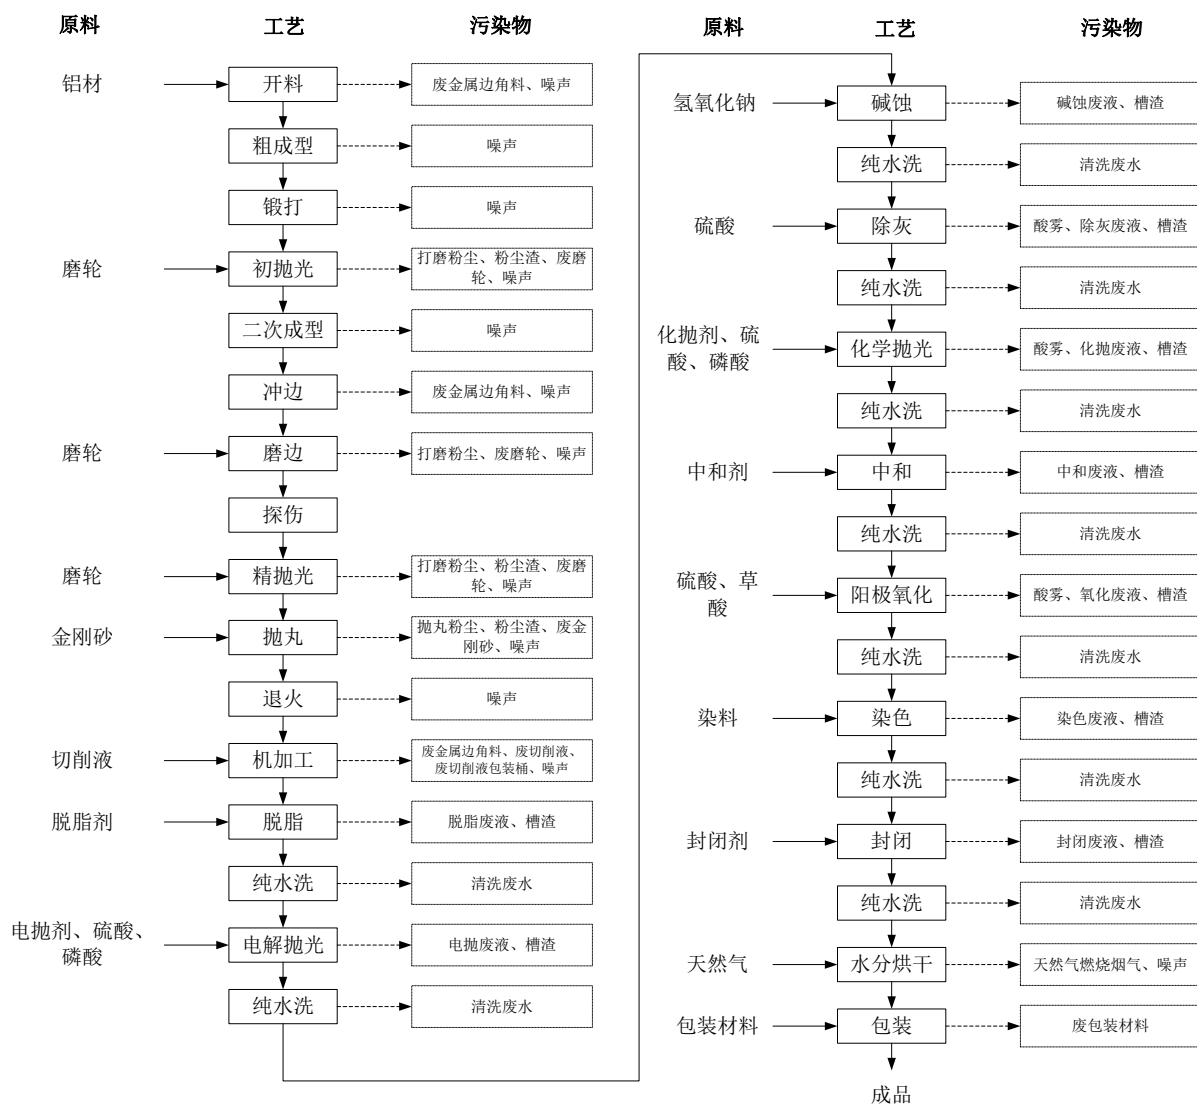 原料 工艺 污染物
铝材 开料 废金属边角料、噪声
粗成型 噪声
锻打 噪声
磨轮 初抛光 打磨粉尘、粉尘渣、废磨
轮、噪声
二次成型 噪声
冲边 废金属边角料、噪声
磨轮 磨边 打磨粉尘、废磨轮、噪声
探伤
磨轮 精抛光 打磨粉尘、粉尘渣、废磨
轮、噪声
金刚砂 抛丸 抛丸粉尘、粉尘渣、废金
刚砂、噪声
退火 噪声
切削液 机加工 废金属边角料、废切削液、
废切削液包装桶、噪声
脱脂剂 脱脂 脱脂废液、槽渣
纯水洗 清洗废水
电抛剂、硫酸、
磷酸
电解抛光 电抛废液、槽渣
纯水洗 清洗废水
原料 工艺 污染物
氢氧化钠 碱蚀 碱蚀废液、槽渣
纯水洗 清洗废水
硫酸 除灰 酸雾、除灰废液、槽渣
纯水洗 清洗废水
化抛剂、硫
酸、磷酸
化学抛光 酸雾、化抛废液、槽渣
纯水洗 清洗废水
中和剂 中和 中和废液、槽渣
纯水洗 清洗废水
硫酸、草
酸
阳极氧化 酸雾、氧化废液、槽渣
纯水洗 清洗废水
染料 染色 染色废液、槽渣
纯水洗 清洗废水
封闭剂 封闭 封闭废液、槽渣
纯水洗 清洗废水
天然气 水分烘干 天然气燃烧烟气、噪声
包装材料 包装 废包装材料
成品